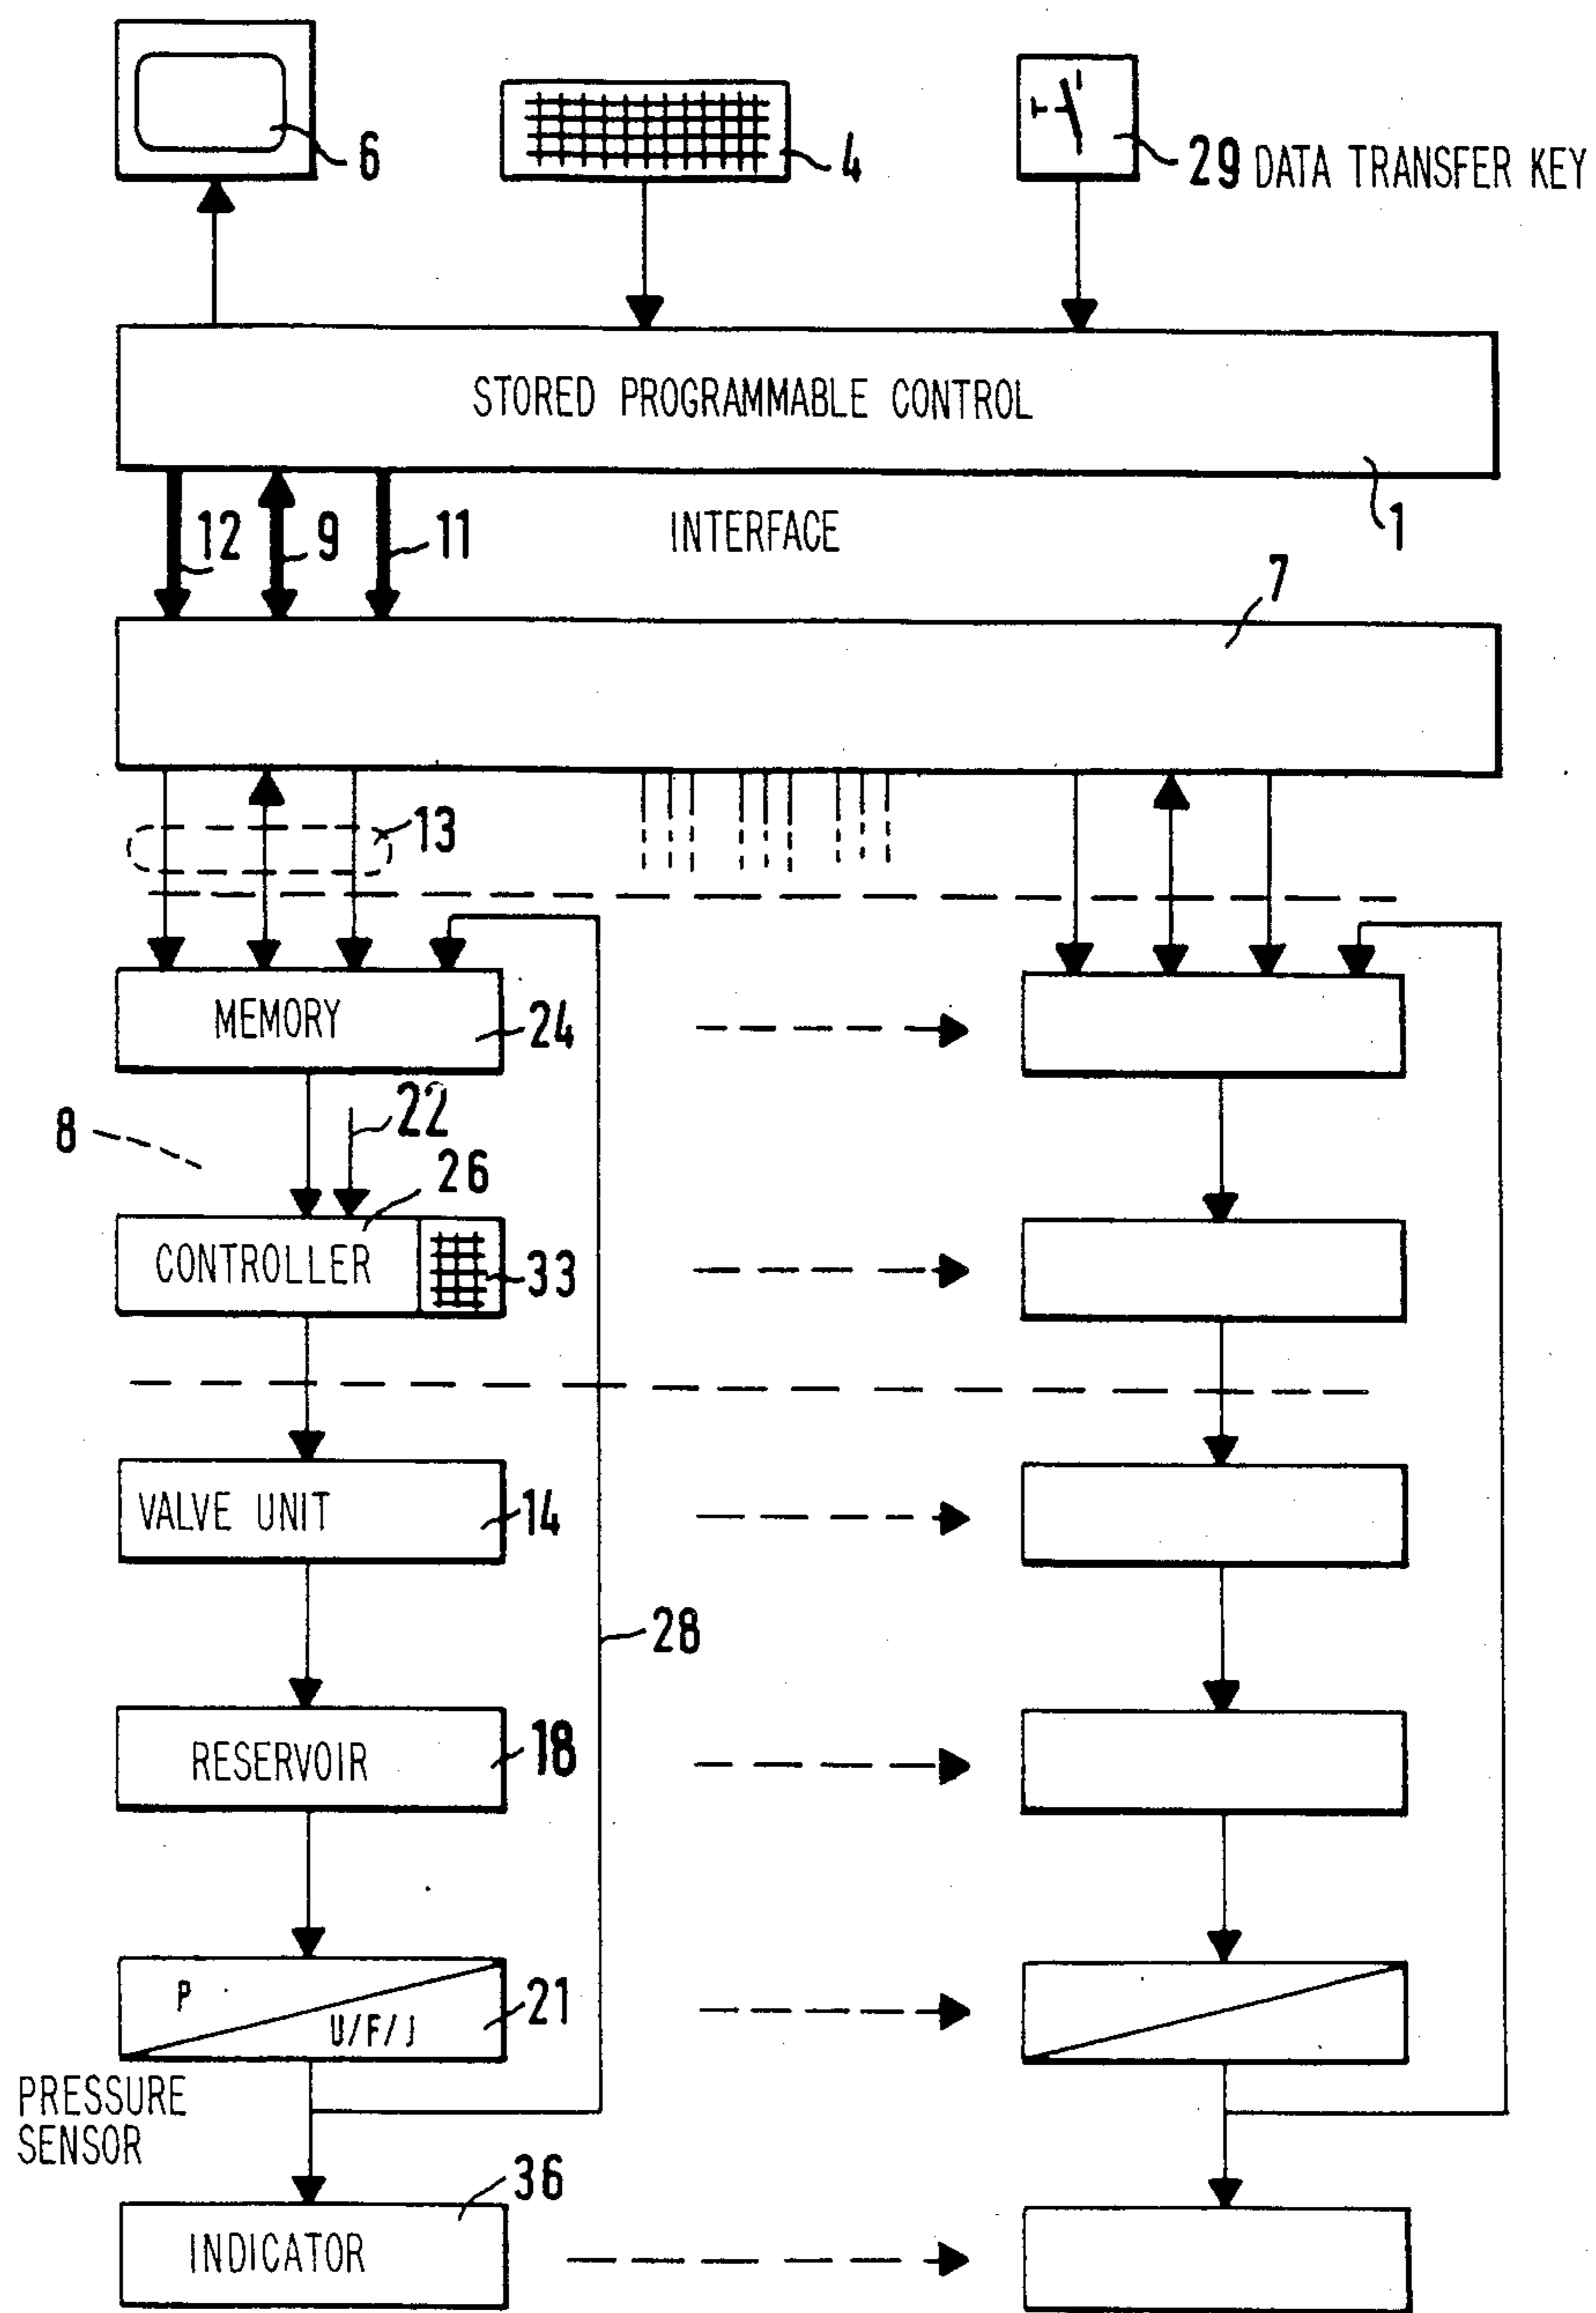 6
4
29 DATA TRANSFER KEY
STORED PROGRAMMABLE CONTROL
1
12
9
11
INTERFACE
7
13
MEMORY
24
8
22
26
CONTROLLER
33
VALVE UNIT
14
28
RESERVOIR
18
P
U/F/J
21
PRESSURE
SENSOR
36
INDICATOR